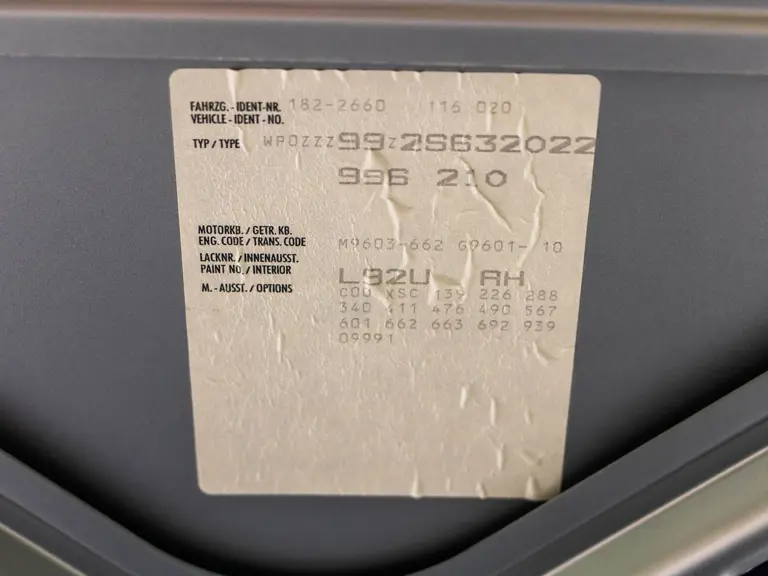 FAHRZG.-IDENT-NR. 182-2660 116 020
VEHICLE-IDENT-NO.
TYP/TYPE WP0ZZZ99Z2S632022
996 210
MOTORKB./GETR.KB.
ENG.CODE/TRANS.CODE M9603-662 G9601- 10
LACKNR./INNENAUSST.
PAINT NO./INTERIOR L92U AH
M.-AUSST./OPTIONS C00 XSC 139 226 288
340 411 476 490 567
601 662 663 692 939
09991